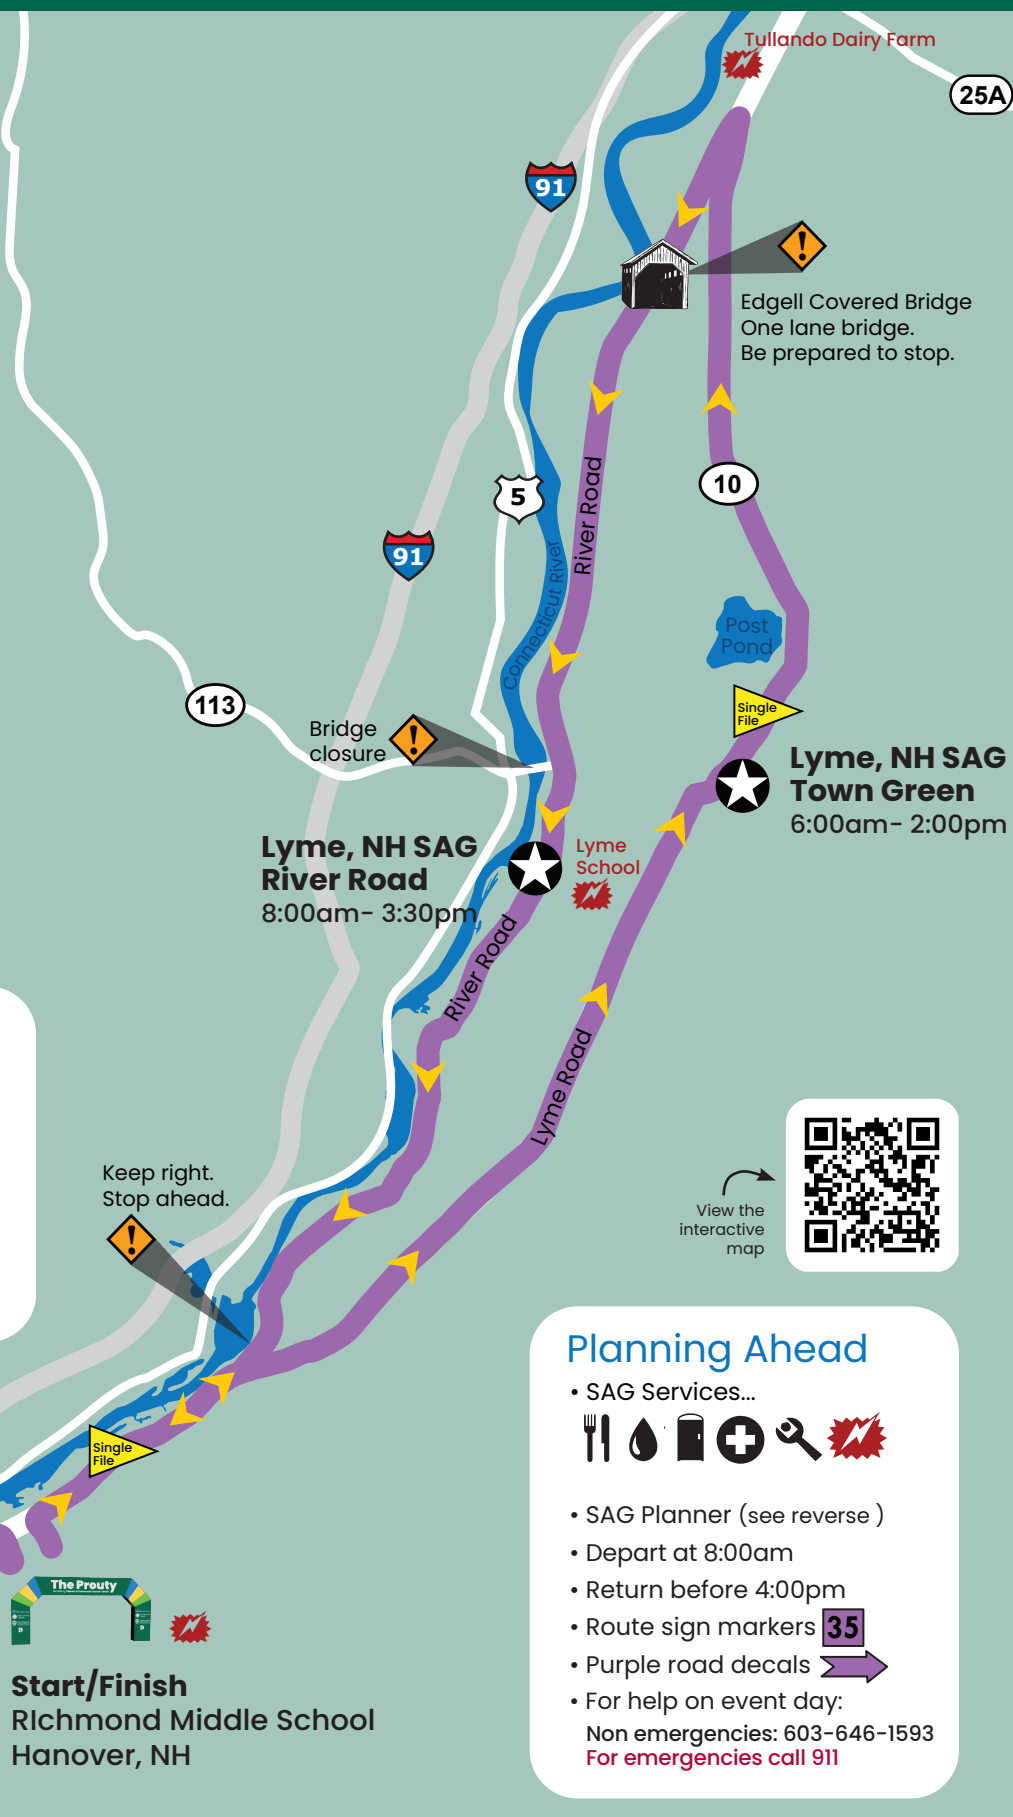 Tullando Dairy Farm
25A
91
Edgell Covered Bridge
One lane bridge.
Be prepared to stop.
5
River Road
10
91
Connecticut River
Post
Pond
113
Single
File
Bridge
closure
Lyme, NH SAG
Town Green
6:00am- 2:00pm
Lyme, NH SAG
River Road
8:00am- 3:30pm
Lyme
School
River Road
Lyme Road
Keep right.
Stop ahead.
View the
interactive
map
Single
File
The Prouty
Start/Finish
RIchmond Middle School
Hanover, NH
Planning Ahead
• SAG Services...
• SAG Planner (see reverse )
• Depart at 8:00am
• Return before 4:00pm
• Route sign markers 35
• Purple road decals
• For help on event day:
Non emergencies: 603-646-1593
For emergencies call 911